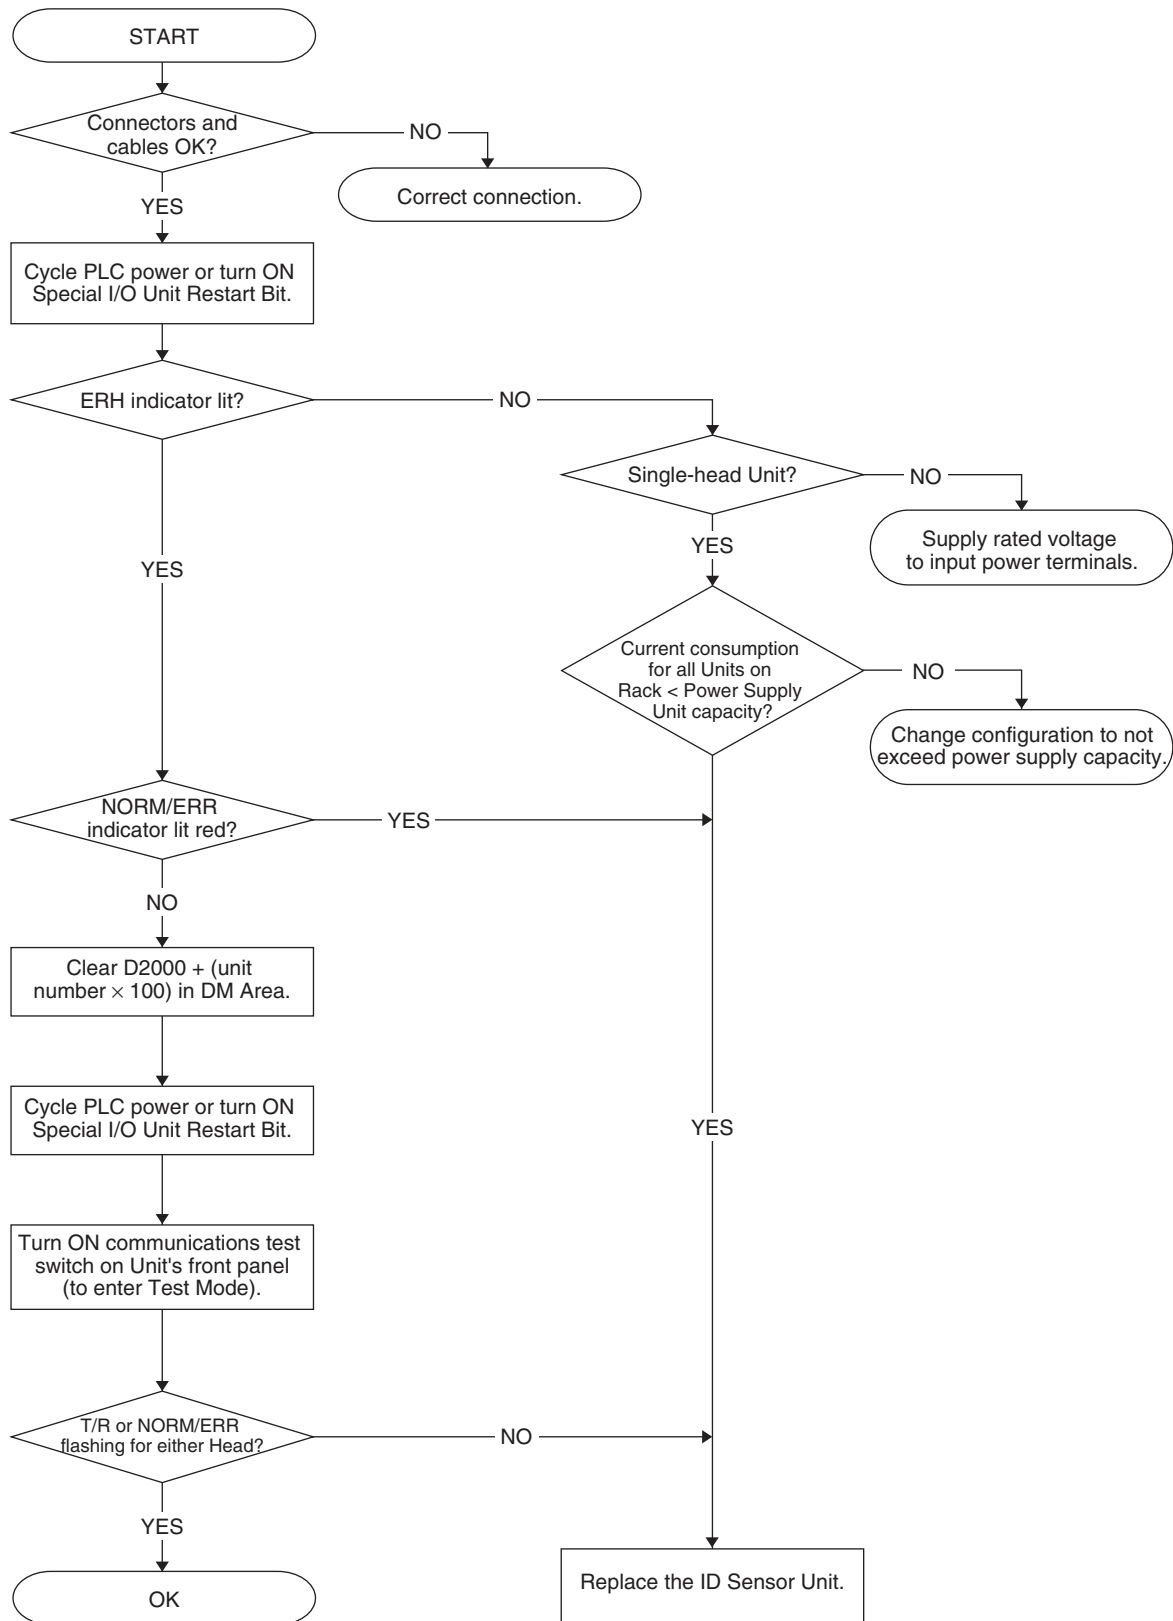 START
Connectors and
cables OK?
NO
Correct connection.
YES
Cycle PLC power or turn ON
Special I/O Unit Restart Bit.
ERH indicator lit?
NO
Single-head Unit?
NO
Supply rated voltage
to input power terminals.
YES
YES
Current consumption
for all Units on
Rack < Power Supply
Unit capacity?
NO
Change configuration to not
exceed power supply capacity.
NORM/ERR
indicator lit red?
YES
NO
Clear D2000 + (unit
number × 100) in DM Area.
Cycle PLC power or turn ON
Special I/O Unit Restart Bit.
YES
Turn ON communications test
switch on Unit's front panel
(to enter Test Mode).
T/R or NORM/ERR
flashing for either Head?
NO
YES
Replace the ID Sensor Unit.
OK